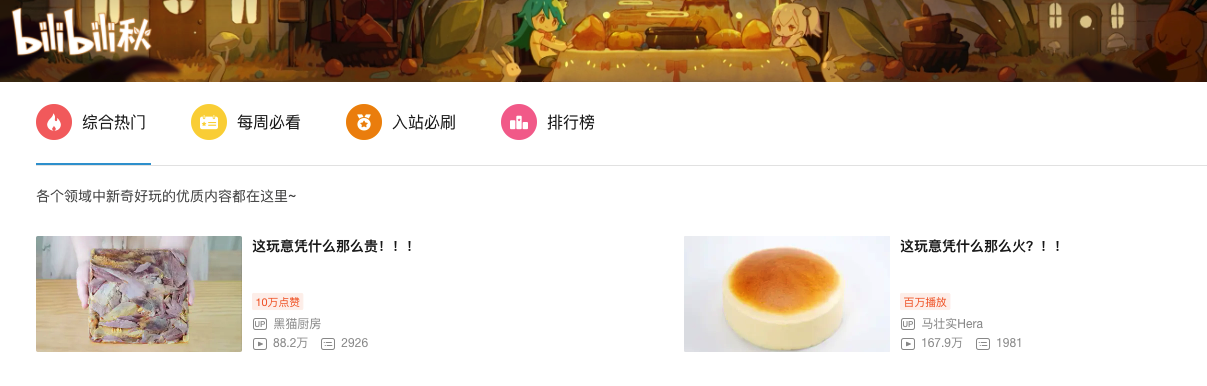 bilibili秋
综合热门
每周必看
入站必刷
排行榜
各个领域中新奇好玩的优质内容都在这里~
这玩意凭什么那么贵！！！
10万点赞
UP 黑猫厨房
88.2万 2926
这玩意凭什么那么火？！！
百万播放
UP 马壮实Hera
167.9万 1981